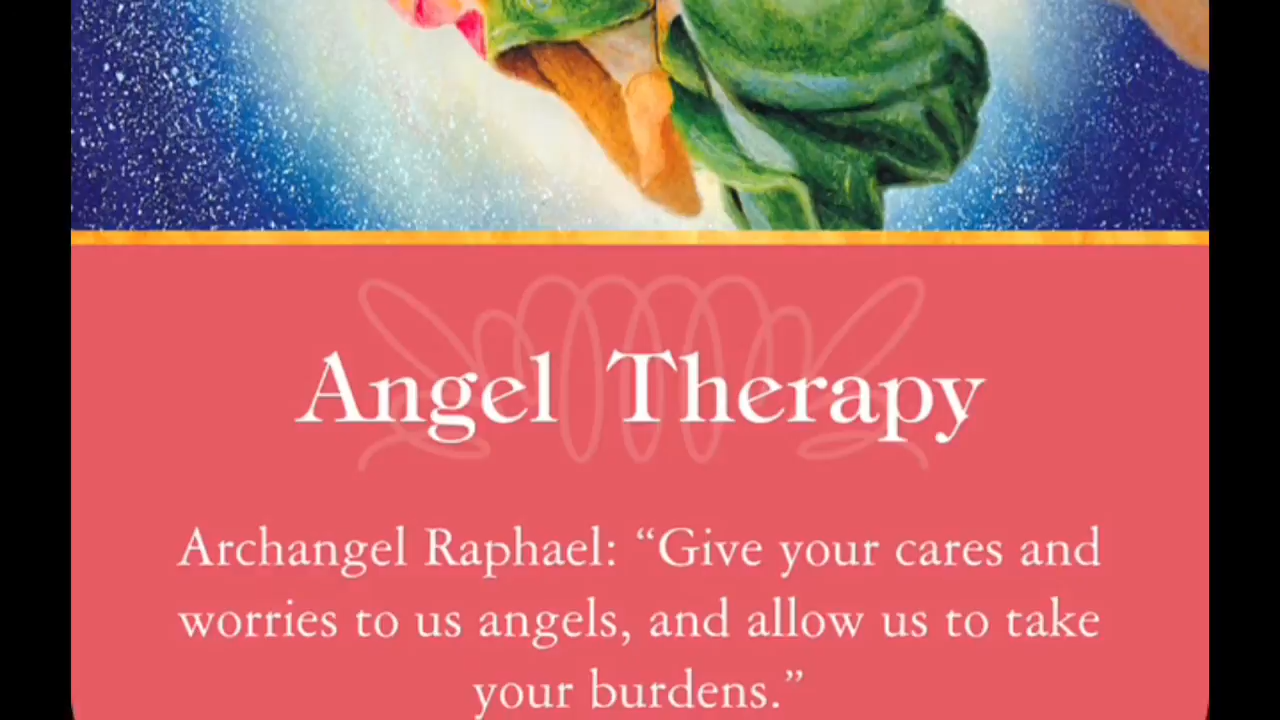 Angel Therapy
Archangel Raphael: “Give your cares and
worries to us angels, and allow us to take
your burdens.”